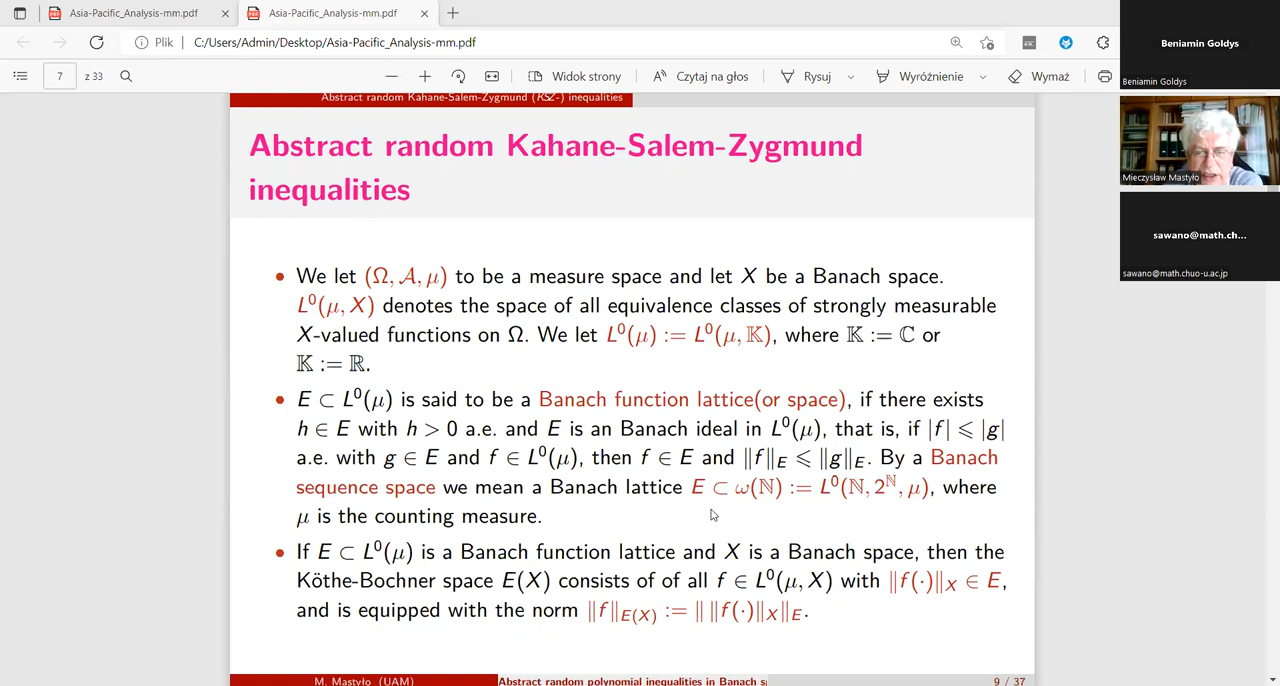 Asia-Pacific_Analysis-mm.pdf
Asia-Pacific_Analysis-mm.pdf
Plik
C:/Users/Admin/Desktop/Asia-Pacific_Analysis-mm.pdf
7 z 33
Widok strony
Czytaj na głos
Rysuj
Wyróżnienie
Wymaż
Beniamin Goldys
Beniamin Goldys
Mieczysław Mastyło
sawano@math.ch...
sawano@math.chuo-u.ac.jp
Abstract random Kahane-Salem-Zygmund (KSZ-) inequalities
Abstract random Kahane-Salem-Zygmund
inequalities
• We let (Ω, 𝒜, μ) to be a measure space and let X be a Banach space.
L⁰(μ, X) denotes the space of all equivalence classes of strongly measurable
X-valued functions on Ω. We let L⁰(μ) := L⁰(μ, 𝕂), where 𝕂 := ℂ or
𝕂 := ℝ.
• E ⊂ L⁰(μ) is said to be a Banach function lattice(or space), if there exists
h ∈ E with h > 0 a.e. and E is an Banach ideal in L⁰(μ), that is, if |f| ⩽ |g|
a.e. with g ∈ E and f ∈ L⁰(μ), then f ∈ E and ‖f‖_E ⩽ ‖g‖_E. By a Banach
sequence space we mean a Banach lattice E ⊂ ω(ℕ) := L⁰(ℕ, 2^ℕ, μ), where
μ is the counting measure.
• If E ⊂ L⁰(μ) is a Banach function lattice and X is a Banach space, then the
Köthe-Bochner space E(X) consists of of all f ∈ L⁰(μ, X) with ‖f(·)‖_X ∈ E,
and is equipped with the norm ‖f‖_{E(X)} := ‖ ‖f(·)‖_X‖_E.
M. Mastyło (UAM)
Abstract random polynomial inequalities in Banach s
9 / 37